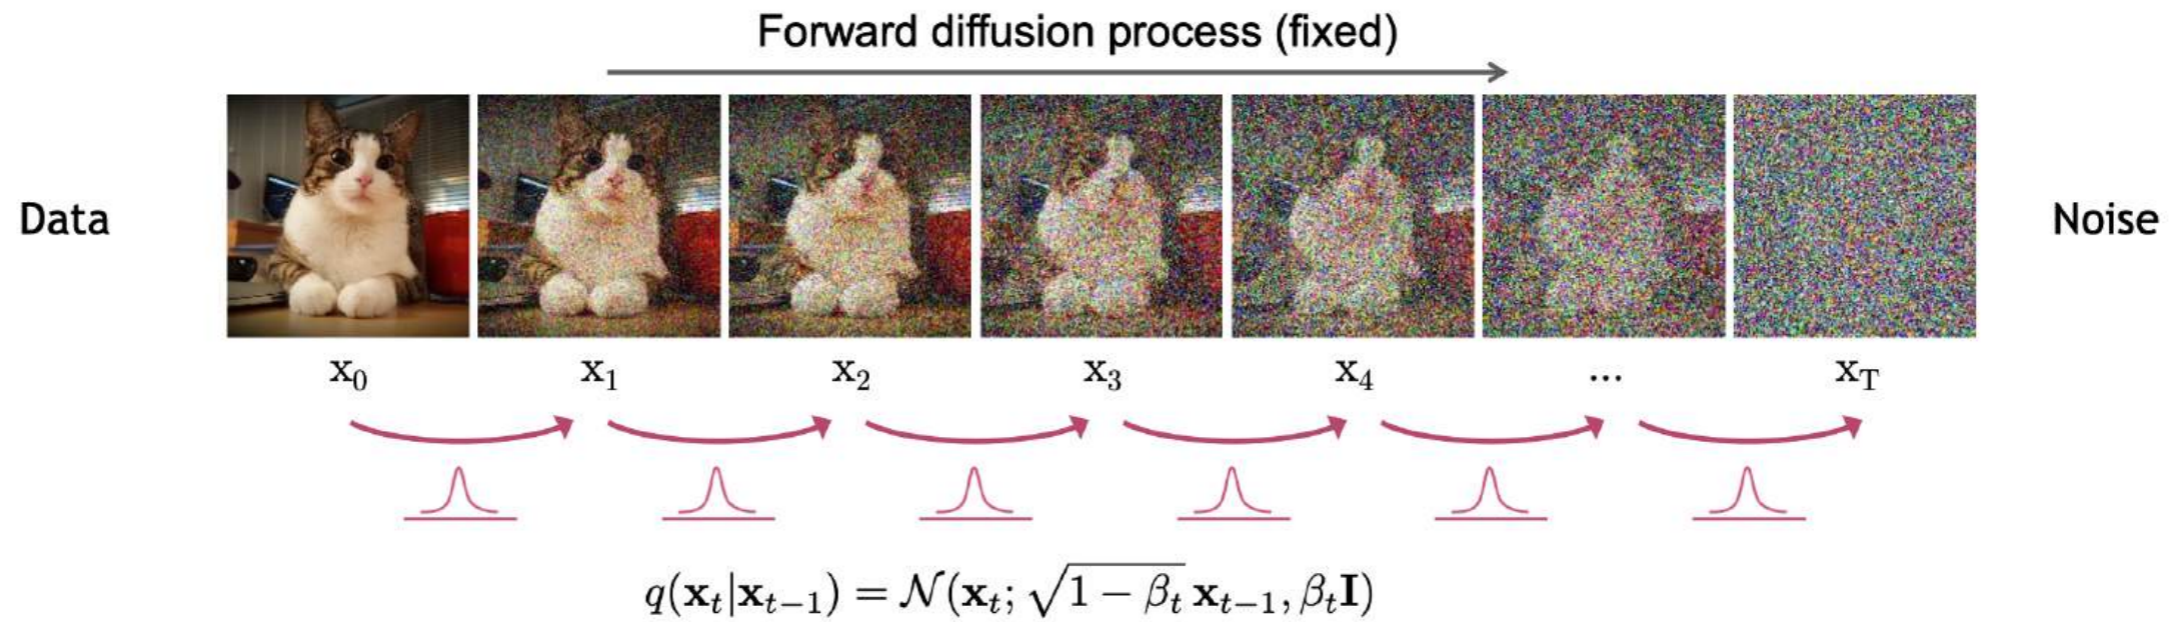 Forward diffusion process (fixed)
Data
Noise
x₀ x₁ x₂ x₃ x₄ ... x_T
q(𝐱ₜ|𝐱ₜ₋₁) = 𝒩(𝐱ₜ; √(1 − βₜ) 𝐱ₜ₋₁, βₜ𝐈)